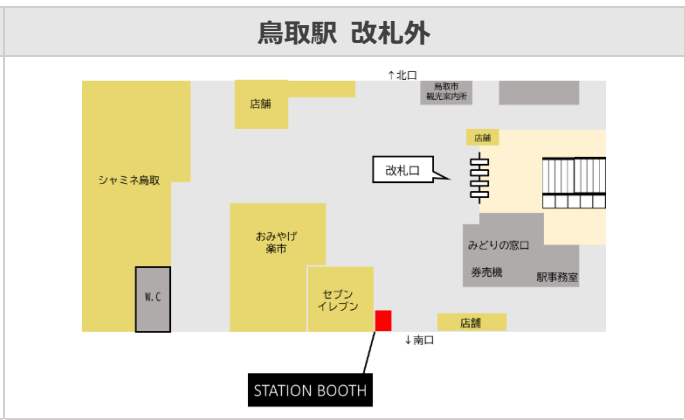 鳥取駅 改札外
↑北口
鳥取市
観光案内所
店舗
店舗
改札口
シャミネ鳥取
おみやげ
楽市
みどりの窓口
券売機
駅事務室
W.C
セブン
イレブン
店舗
↓南口
STATION BOOTH